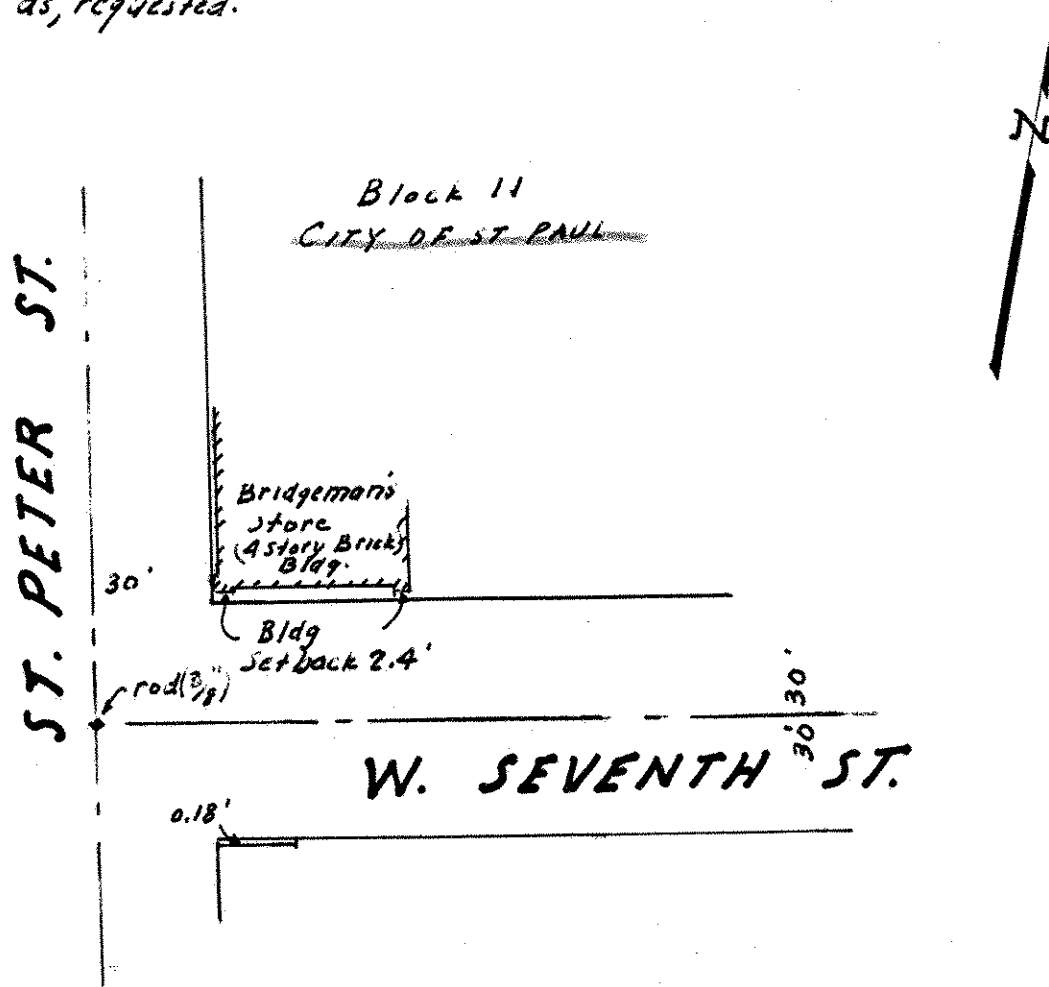 as, requested.
N
Block 11
CITY OF ST PAUL
ST. PETER ST.
Bridgeman's
Store
(4 story Brick)
Bldg.
30'
Bldg
Setback 2.4'
rod(3/8")
30'
30'
W. SEVENTH ST.
0.18'